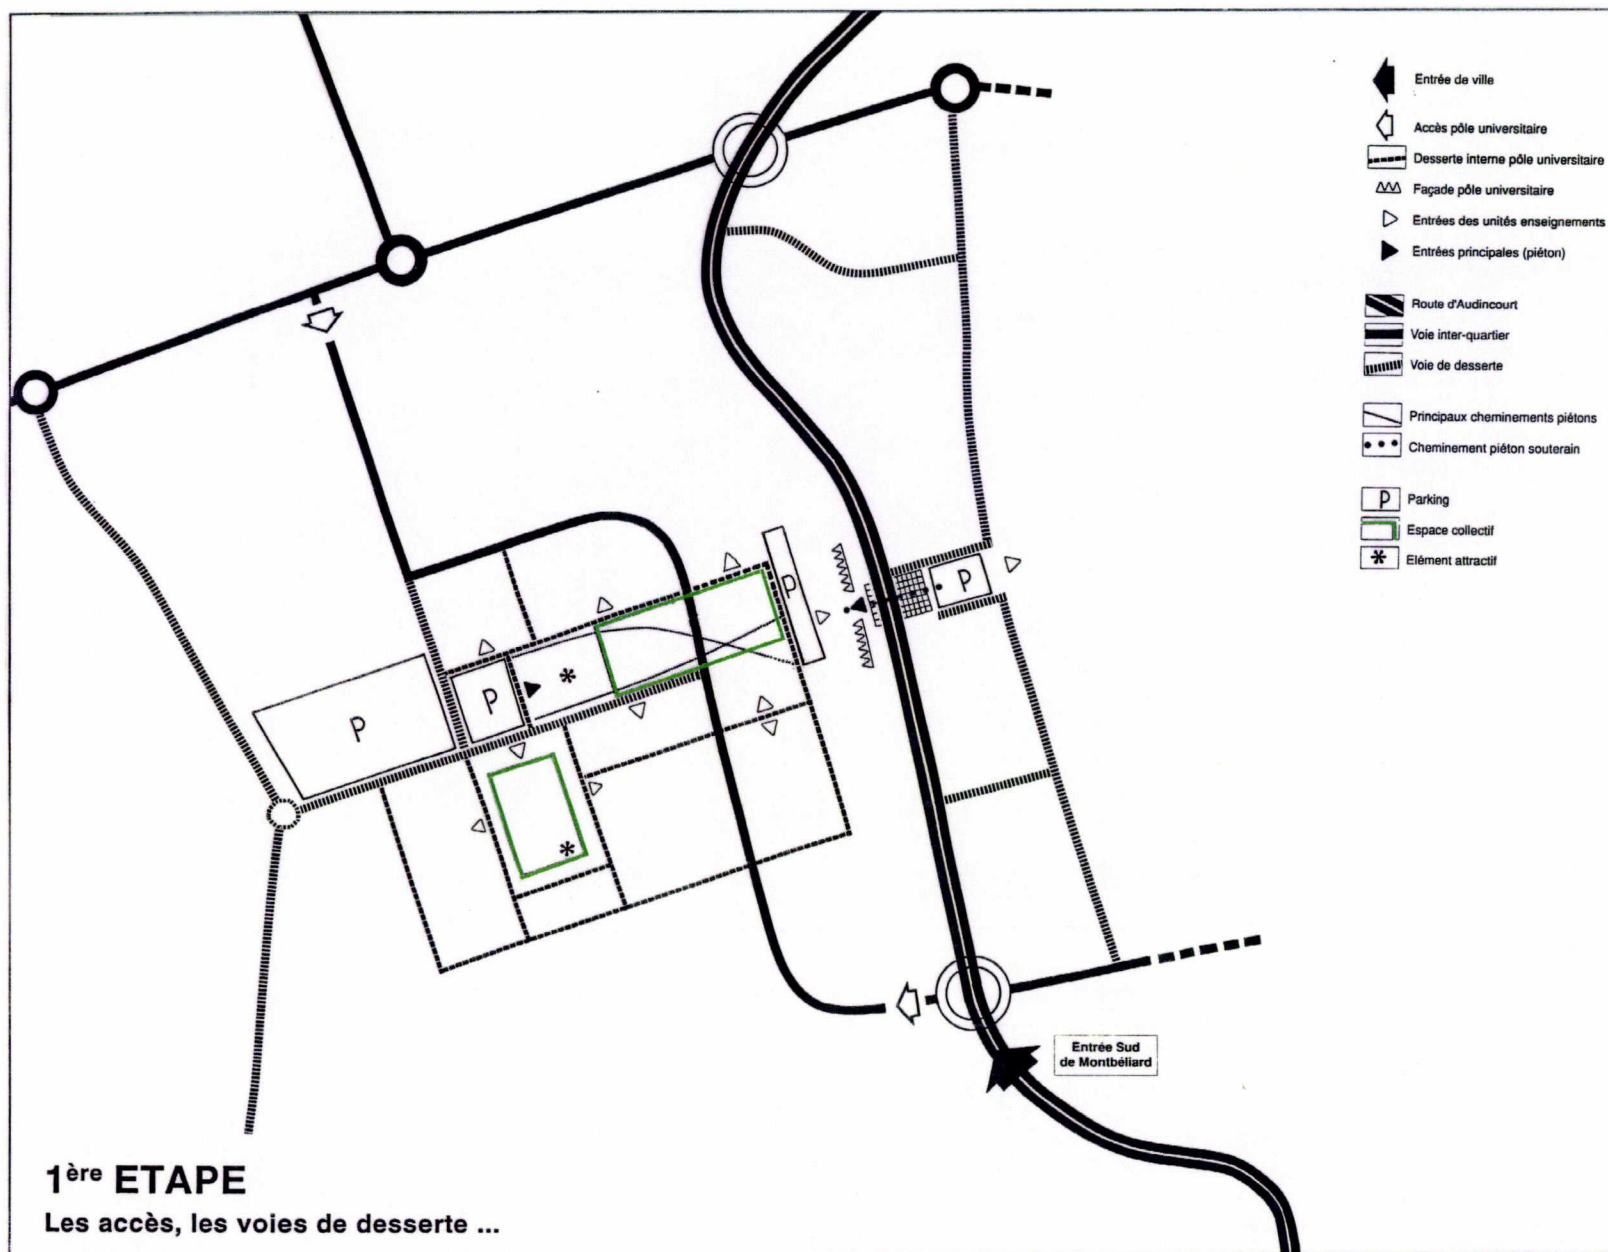 Entrée de ville
Accès pôle universitaire
Desserte interne pôle universitaire
Façade pôle universitaire
Entrées des unités enseignements
Entrées principales (piéton)
Route d'Audincourt
Voie inter-quartier
Voie de desserte
Principaux cheminements piétons
Cheminement piéton souterain
P Parking
Espace collectif
* Elément attractif
P
P
*
P
P
*
Entrée Sud
de Montbéliard
1ère ETAPE
Les accès, les voies de desserte ...